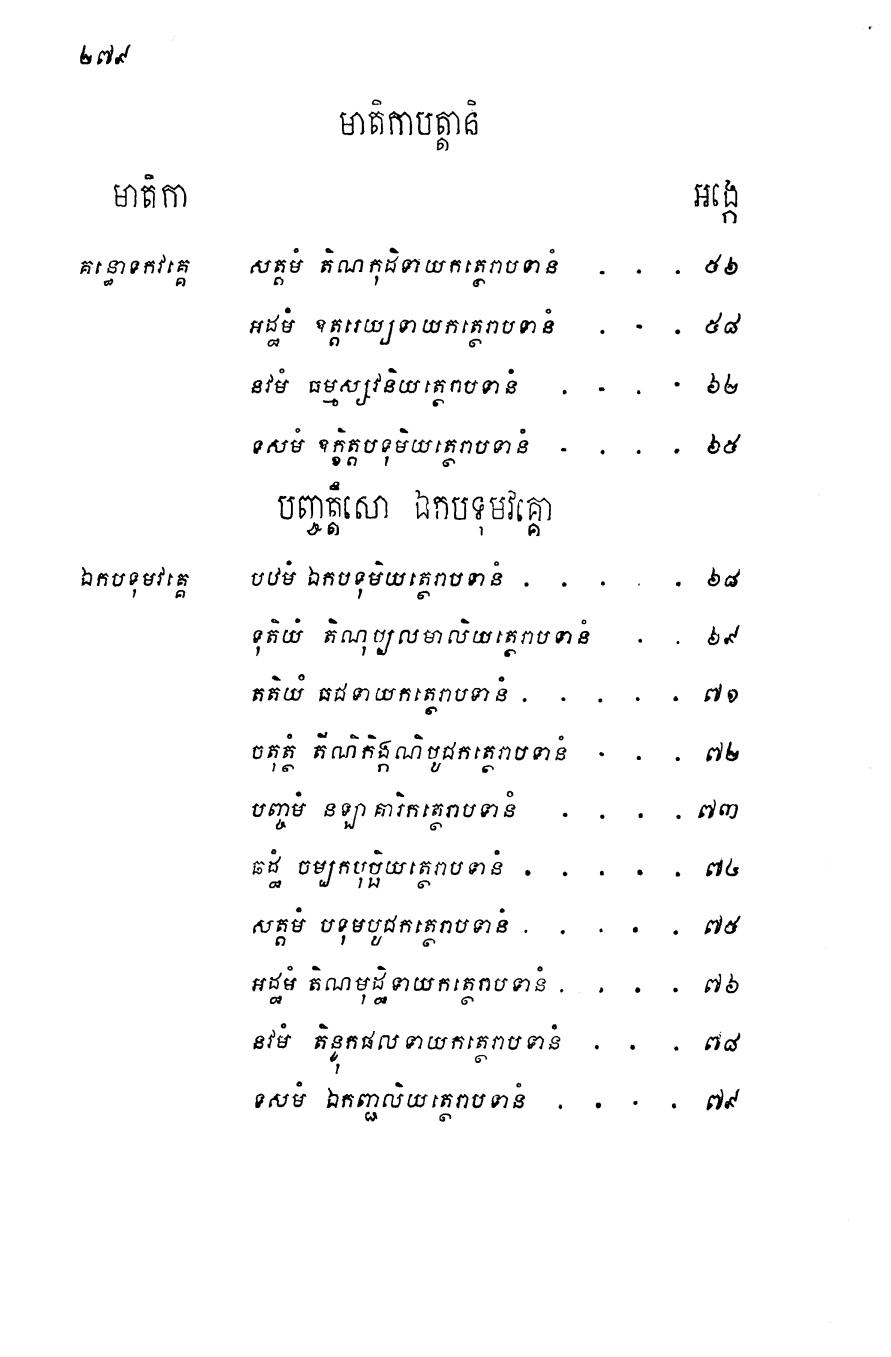 ២៧៩
មាតិកាបត្តានិ
មាតិកា អង្កេ
គន្ធោទកវគ្គេ សត្តមំ តិណកុដិទាយកត្ថេរាបទានំ . . . ៥៦
អដ្ឋមំ ឧត្តរេយ្យទាយកត្ថេរាបទានំ . . . ៥៨
នវមំ ធម្មស្សវនិយត្ថេរាបទានំ . . . . ៦២
ទសមំ ឧក្ខិត្តបទុមិយត្ថេរាបទានំ . . . . ៦៥
បញ្ចត្តឹសោ ឯកបទុមវគ្គោ
ឯកបទុមវគ្គេ បឋមំ ឯកបទុមិយត្ថេរាបទានំ . . . . . ៦៨
ទុតិយំ តិណុប្បលមាលិយត្ថេរាបទានំ . . ៦៩
តតិយំ ធជទាយកត្ថេរាបទានំ . . . . . ៧១
ចតុត្ថំ តីណិកិង្កណិបូជកត្ថេរាបទានំ . . . ៧២
បញ្ចមំ នឡាគារិកត្ថេរាបទានំ . . . . ៧៣
ឆដ្ឋំ ចម្បកបុប្ផិយត្ថេរាបទានំ . . . . . ៧៤
សត្តមំ បទុមបូជកត្ថេរាបទានំ . . . . . ៧៥
អដ្ឋមំ តិណមុដ្ឋិទាយកត្ថេរាបទានំ . . . . ៧៦
នវមំ តិន្ទុកផលទាយកត្ថេរាបទានំ . . . ៧៨
ទសមំ ឯកញ្ជលិយត្ថេរាបទានំ . . . . ៧៩